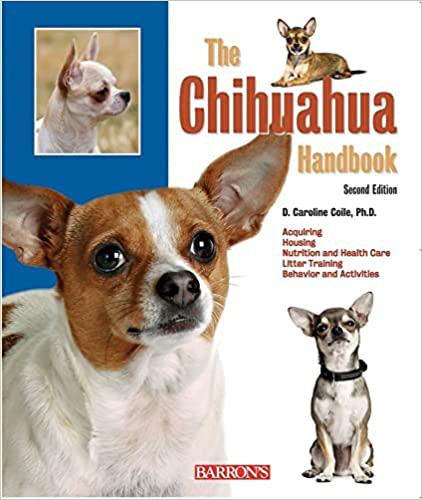 The
Chihuahua
Handbook
Second Edition
D. Caroline Coile, Ph.D.
Acquiring
Housing
Nutrition and Health Care
Litter Training
Behavior and Activities
BARRON'S